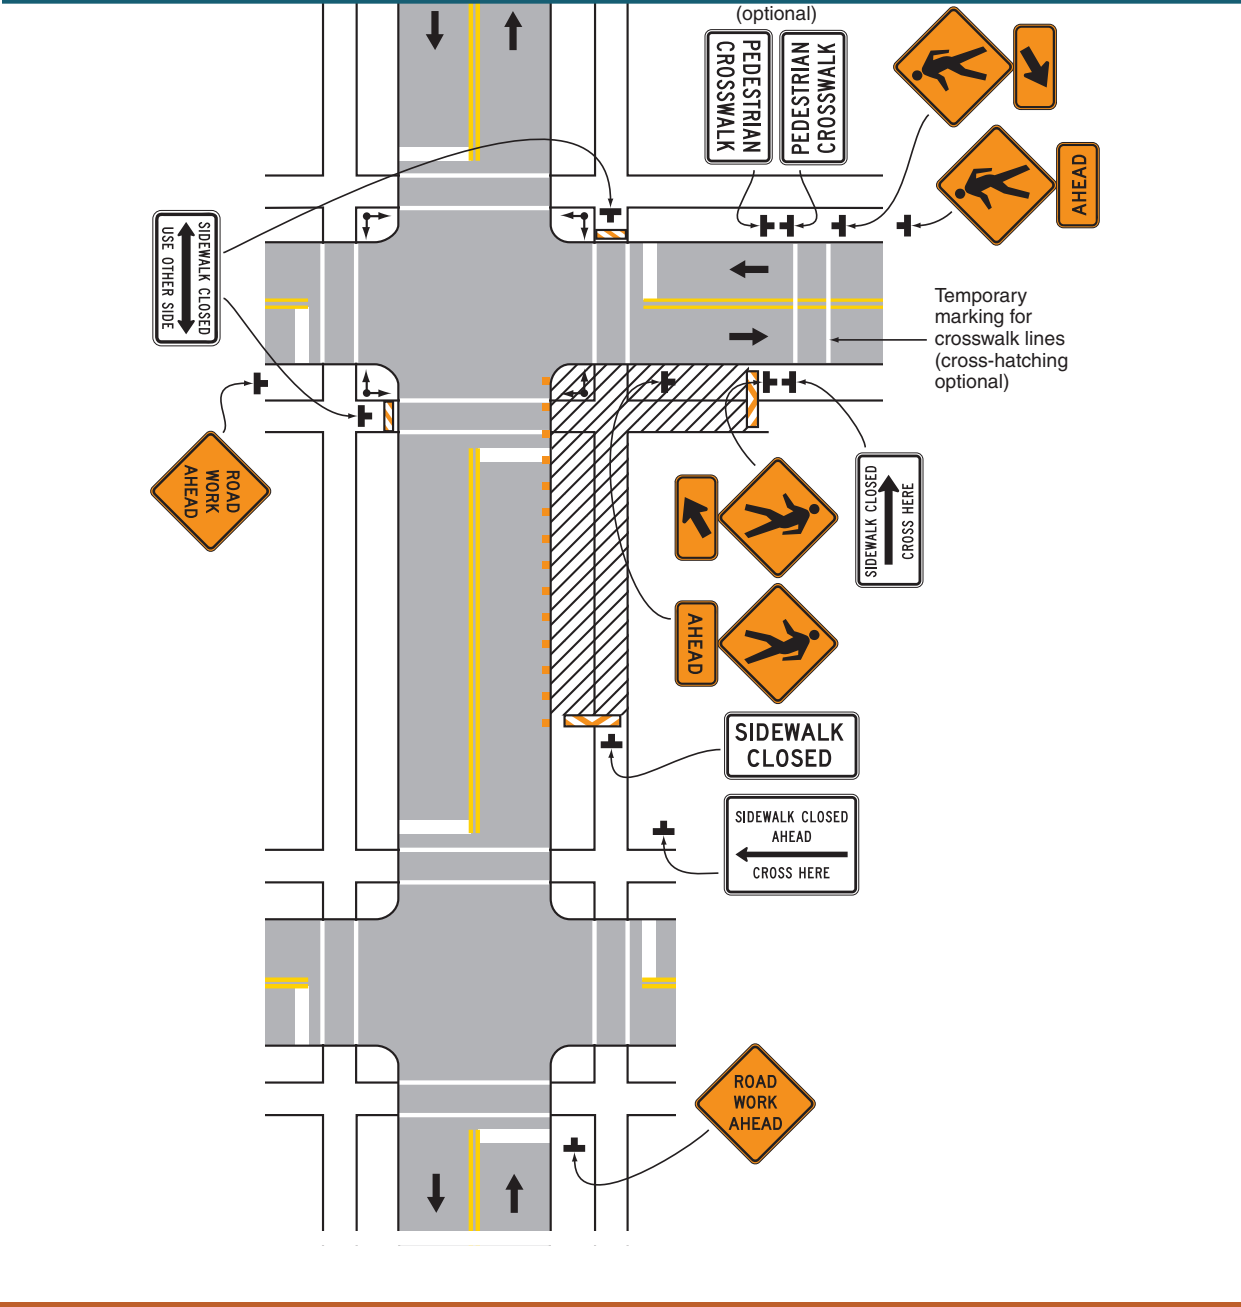 (optional)
PEDESTRIAN
CROSSWALK
PEDESTRIAN
CROSSWALK
AHEAD
SIDEWALK CLOSED
USE OTHER SIDE
Temporary
marking for
crosswalk lines
(cross-hatching
optional)
ROAD
WORK
AHEAD
SIDEWALK CLOSED
CROSS HERE
AHEAD
SIDEWALK
CLOSED
SIDEWALK CLOSED
AHEAD
CROSS HERE
ROAD
WORK
AHEAD